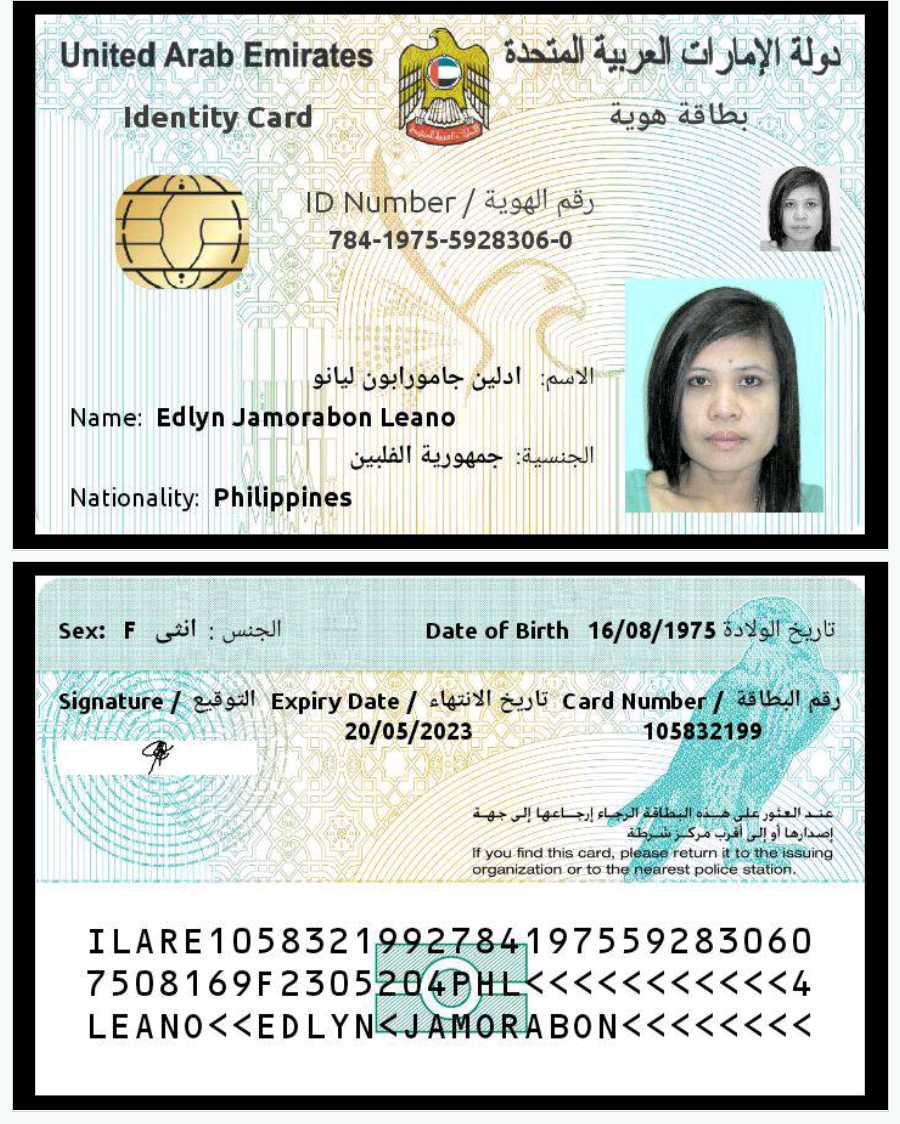 United Arab Emirates دولة الإمارات العربية المتحدة
Identity Card بطاقة هوية
ID Number / رقم الهوية
784-1975-5928306-0
الاسم: ادلين جامورابون ليانو
Name: Edlyn Jamorabon Leano
الجنسية: جمهورية الفلبين
Nationality: Philippines
Sex: F الجنس : انثى Date of Birth 16/08/1975 تاريخ الولادة
Signature / التوقيع Expiry Date / تاريخ الانتهاء Card Number / رقم البطاقة
20/05/2023 105832199
عند العثور على هذه البطاقة الرجاء إرجاعها إلى جهة
إصدارها أو إلى أقرب مركز شرطة
If you find this card, please return it to the issuing
organization or to the nearest police station.
ILARE1058321992784197559283060
7508169F2305204PHL<<<<<<<<<<<4
LEANO<<EDLYN<JAMORABON<<<<<<<<